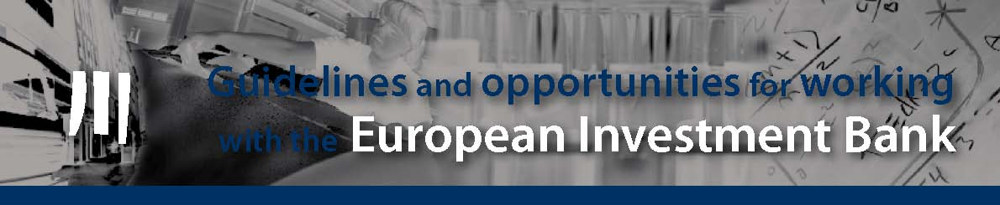 Guidelines and opportunities for working
with the European Investment Bank